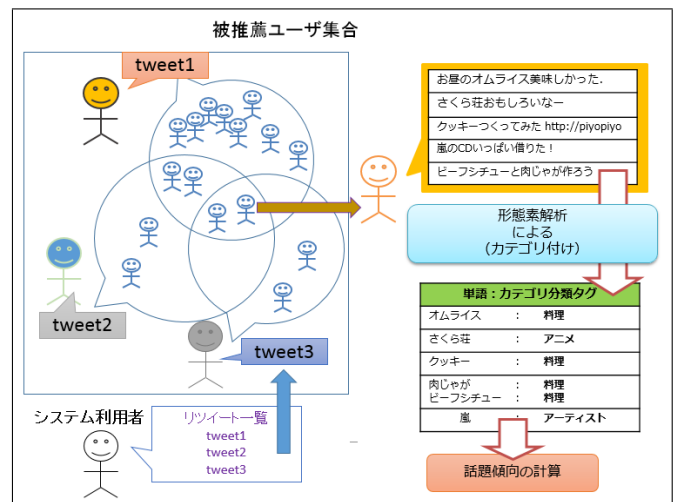 被推薦ユーザ集合
tweet1
tweet2
tweet3
システム利用者
リツイート一覧
tweet1
tweet2
tweet3
お昼のオムライス美味しかった.
さくら荘おもしろいなー
クッキーつくってみた http://piyopiyo
嵐のCDいっぱい借りた！
ビーフシチューと肉じゃが作ろう
形態素解析
による
（カテゴリ付け）
単語：カテゴリ分類タグ
オムライス ： 料理
さくら荘 ： アニメ
クッキー ： 料理
肉じゃが ： 料理
ビーフシチュー ： 料理
嵐 ： アーティスト
話題傾向の計算